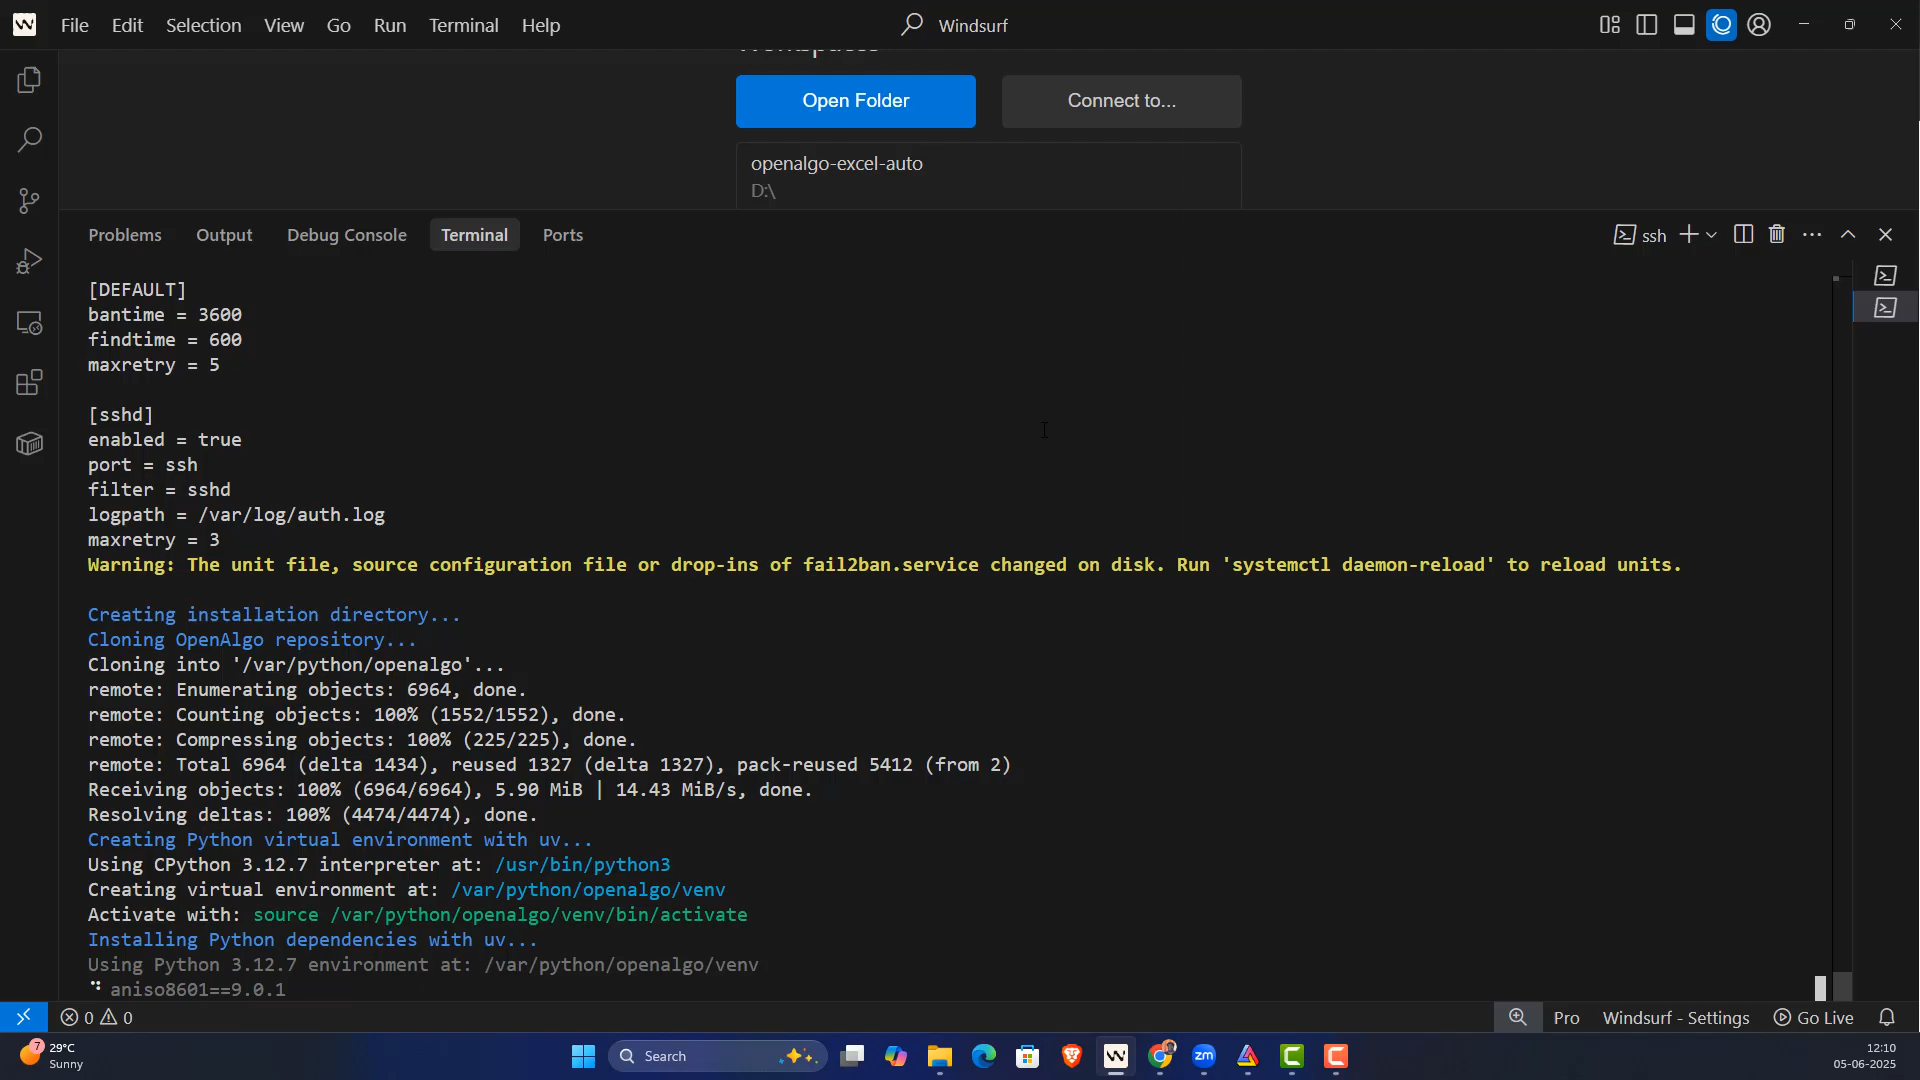 File Edit Selection View Go Run Terminal Help
Windsurf
Open Folder
Connect to...
openalgo-excel-auto
D:\
Problems Output Debug Console Terminal Ports
ssh
[DEFAULT]
bantime = 3600
findtime = 600
maxretry = 5
[sshd]
enabled = true
port = ssh
filter = sshd
logpath = /var/log/auth.log
maxretry = 3
Warning: The unit file, source configuration file or drop-ins of fail2ban.service changed on disk. Run 'systemctl daemon-reload' to reload units.
Creating installation directory...
Cloning OpenAlgo repository...
Cloning into '/var/python/openalgo'...
remote: Enumerating objects: 6964, done.
remote: Counting objects: 100% (1552/1552), done.
remote: Compressing objects: 100% (225/225), done.
remote: Total 6964 (delta 1434), reused 1327 (delta 1327), pack-reused 5412 (from 2)
Receiving objects: 100% (6964/6964), 5.90 MiB | 14.43 MiB/s, done.
Resolving deltas: 100% (4474/4474), done.
Creating Python virtual environment with uv...
Using CPython 3.12.7 interpreter at: /usr/bin/python3
Creating virtual environment at: /var/python/openalgo/venv
Activate with: source /var/python/openalgo/venv/bin/activate
Installing Python dependencies with uv...
Using Python 3.12.7 environment at: /var/python/openalgo/venv
aniso8601==9.0.1
0 0
Pro Windsurf - Settings Go Live
7
29°C
Sunny
Search
zm
12:10
05-06-2025